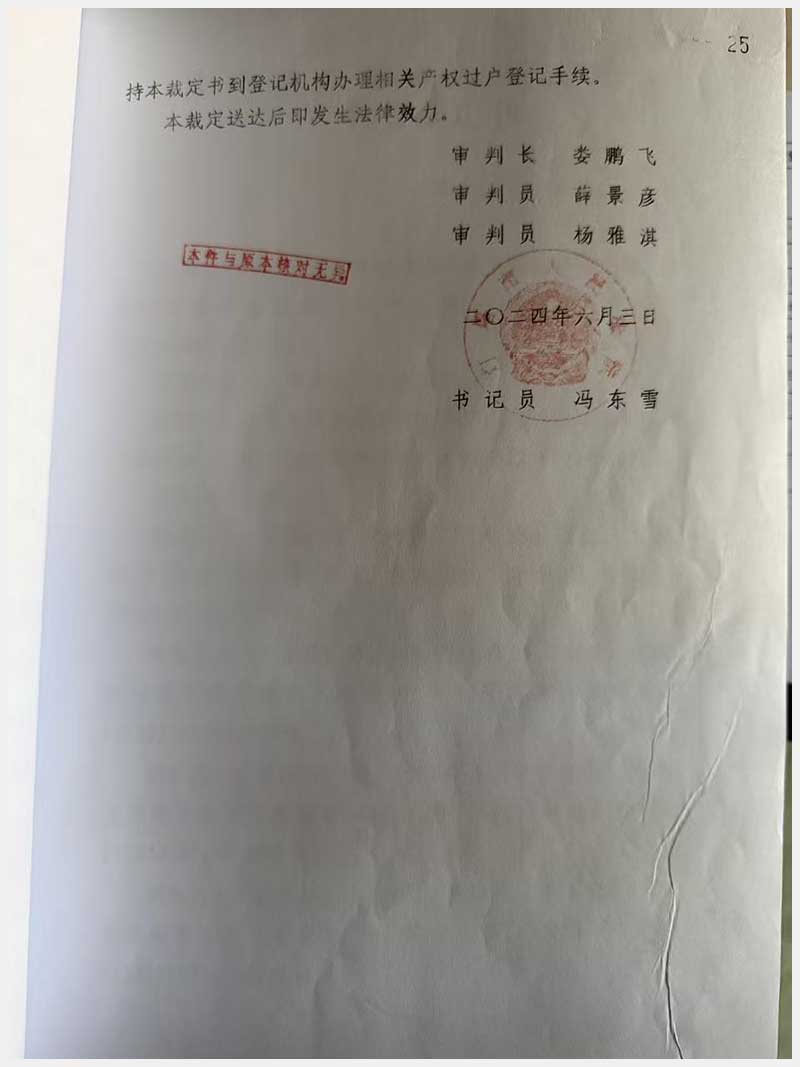 25
持本裁定书到登记机构办理相关产权过户登记手续。
本裁定送达后即发生法律效力。
审判长 娄鹏飞
审判员 薛景彦
审判员 杨雅淇
本件与原本核对无异
二〇二四年六月三日
书记员 冯东雪